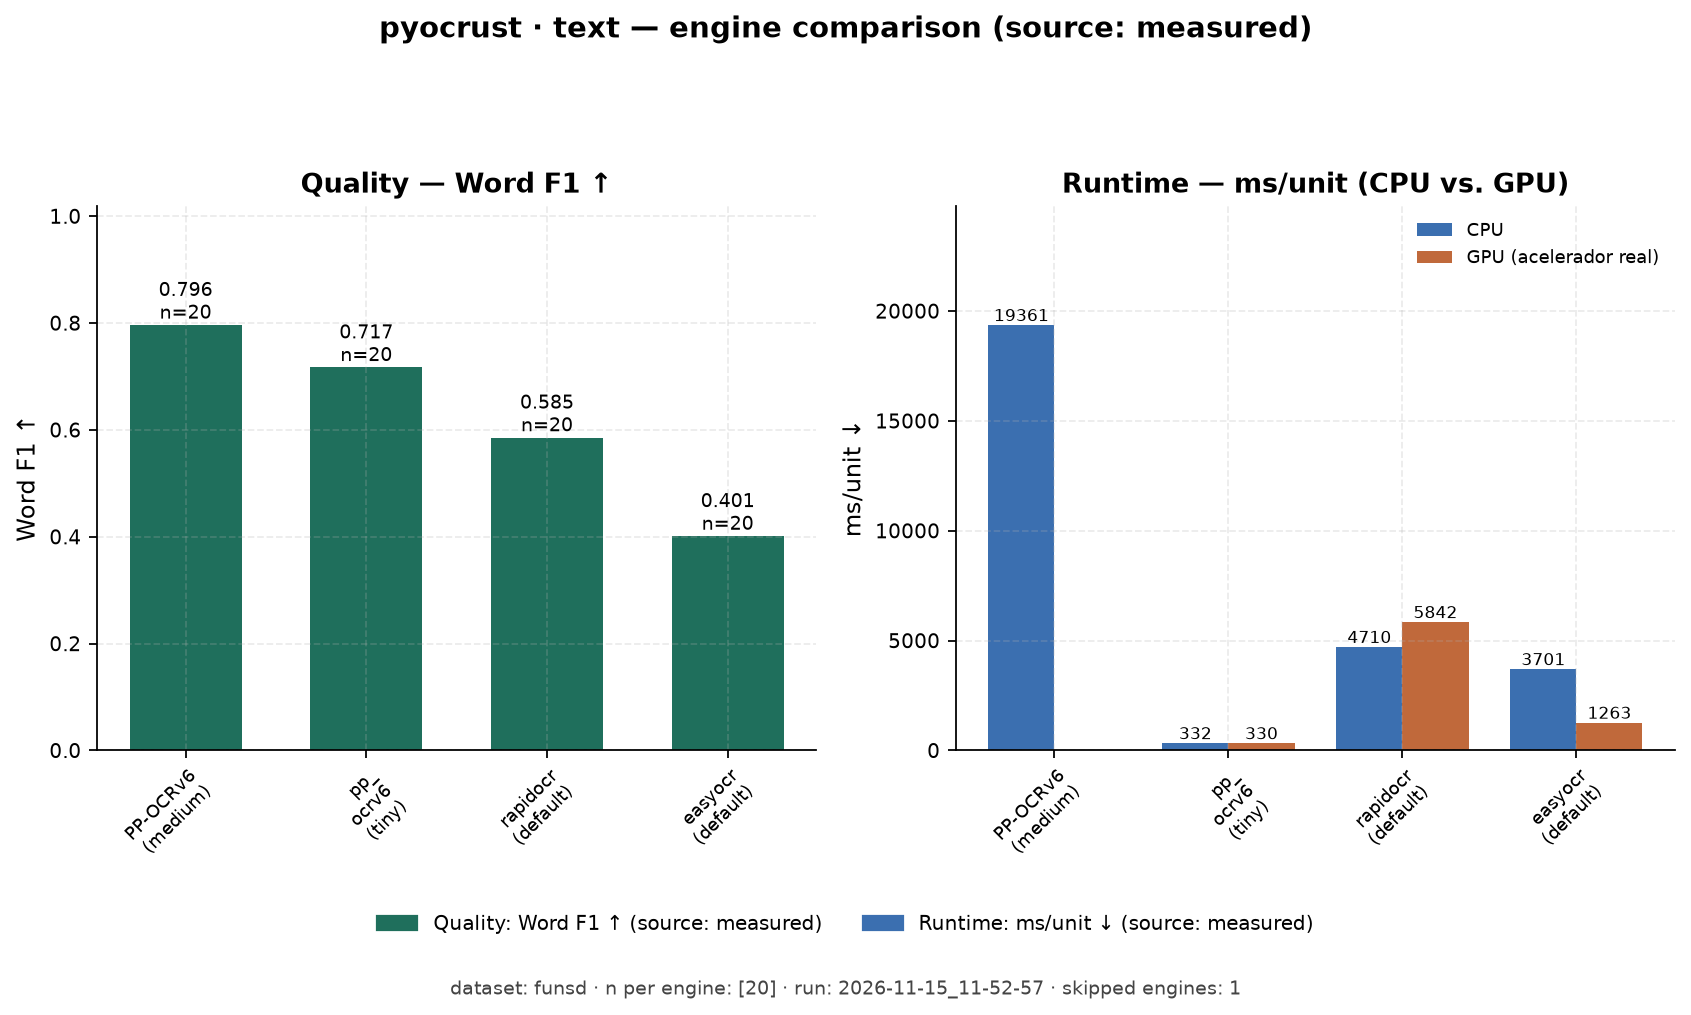 pyocrust · text — engine comparison (source: measured)
Quality — Word F1 ↑
Word F1 ↑
1.0
0.8
0.6
0.4
0.2
0.0
0.796
n=20
0.717
n=20
0.585
n=20
0.401
n=20
PP-OCRv6
(medium)
pp_
ocrv6
(tiny)
rapidocr
(default)
easyocr
(default)
Runtime — ms/unit (CPU vs. GPU)
ms/unit ↓
CPU
GPU (acelerador real)
20000
15000
10000
5000
0
19361
332
330
4710
5842
3701
1263
PP-OCRv6
(medium)
pp_
ocrv6
(tiny)
rapidocr
(default)
easyocr
(default)
Quality: Word F1 ↑ (source: measured)
Runtime: ms/unit ↓ (source: measured)
dataset: funsd · n per engine: [20] · run: 2026-11-15_11-52-57 · skipped engines: 1